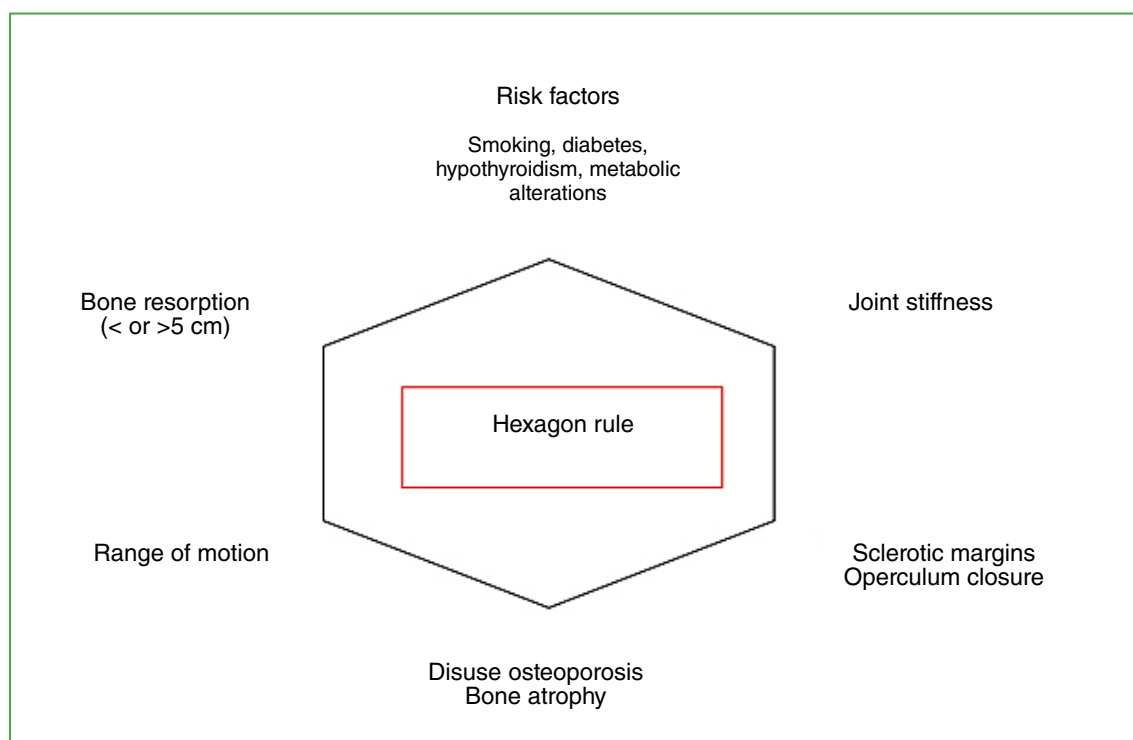 Risk factors
Smoking, diabetes,
hypothyroidism, metabolic
alterations
Bone resorption
(< or >5 cm)
Joint stiffness
Hexagon rule
Range of motion
Sclerotic margins
Operculum closure
Disuse osteoporosis
Bone atrophy